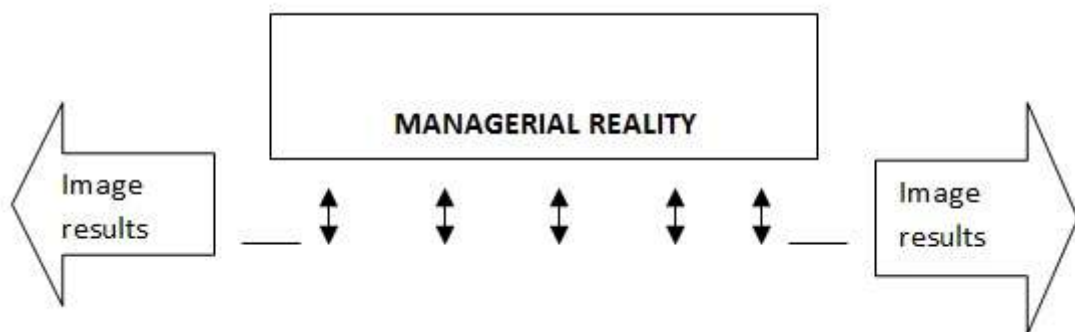 MANAGERIAL REALITY
Image
results
Image
results